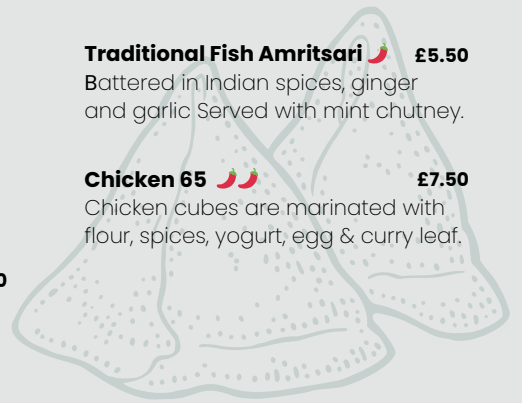 Traditional Fish Amritsari £5.50
Battered in Indian spices, ginger
and garlic Served with mint chutney.
Chicken 65 £7.50
Chicken cubes are marinated with
flour, spices, yogurt, egg & curry leaf.
0